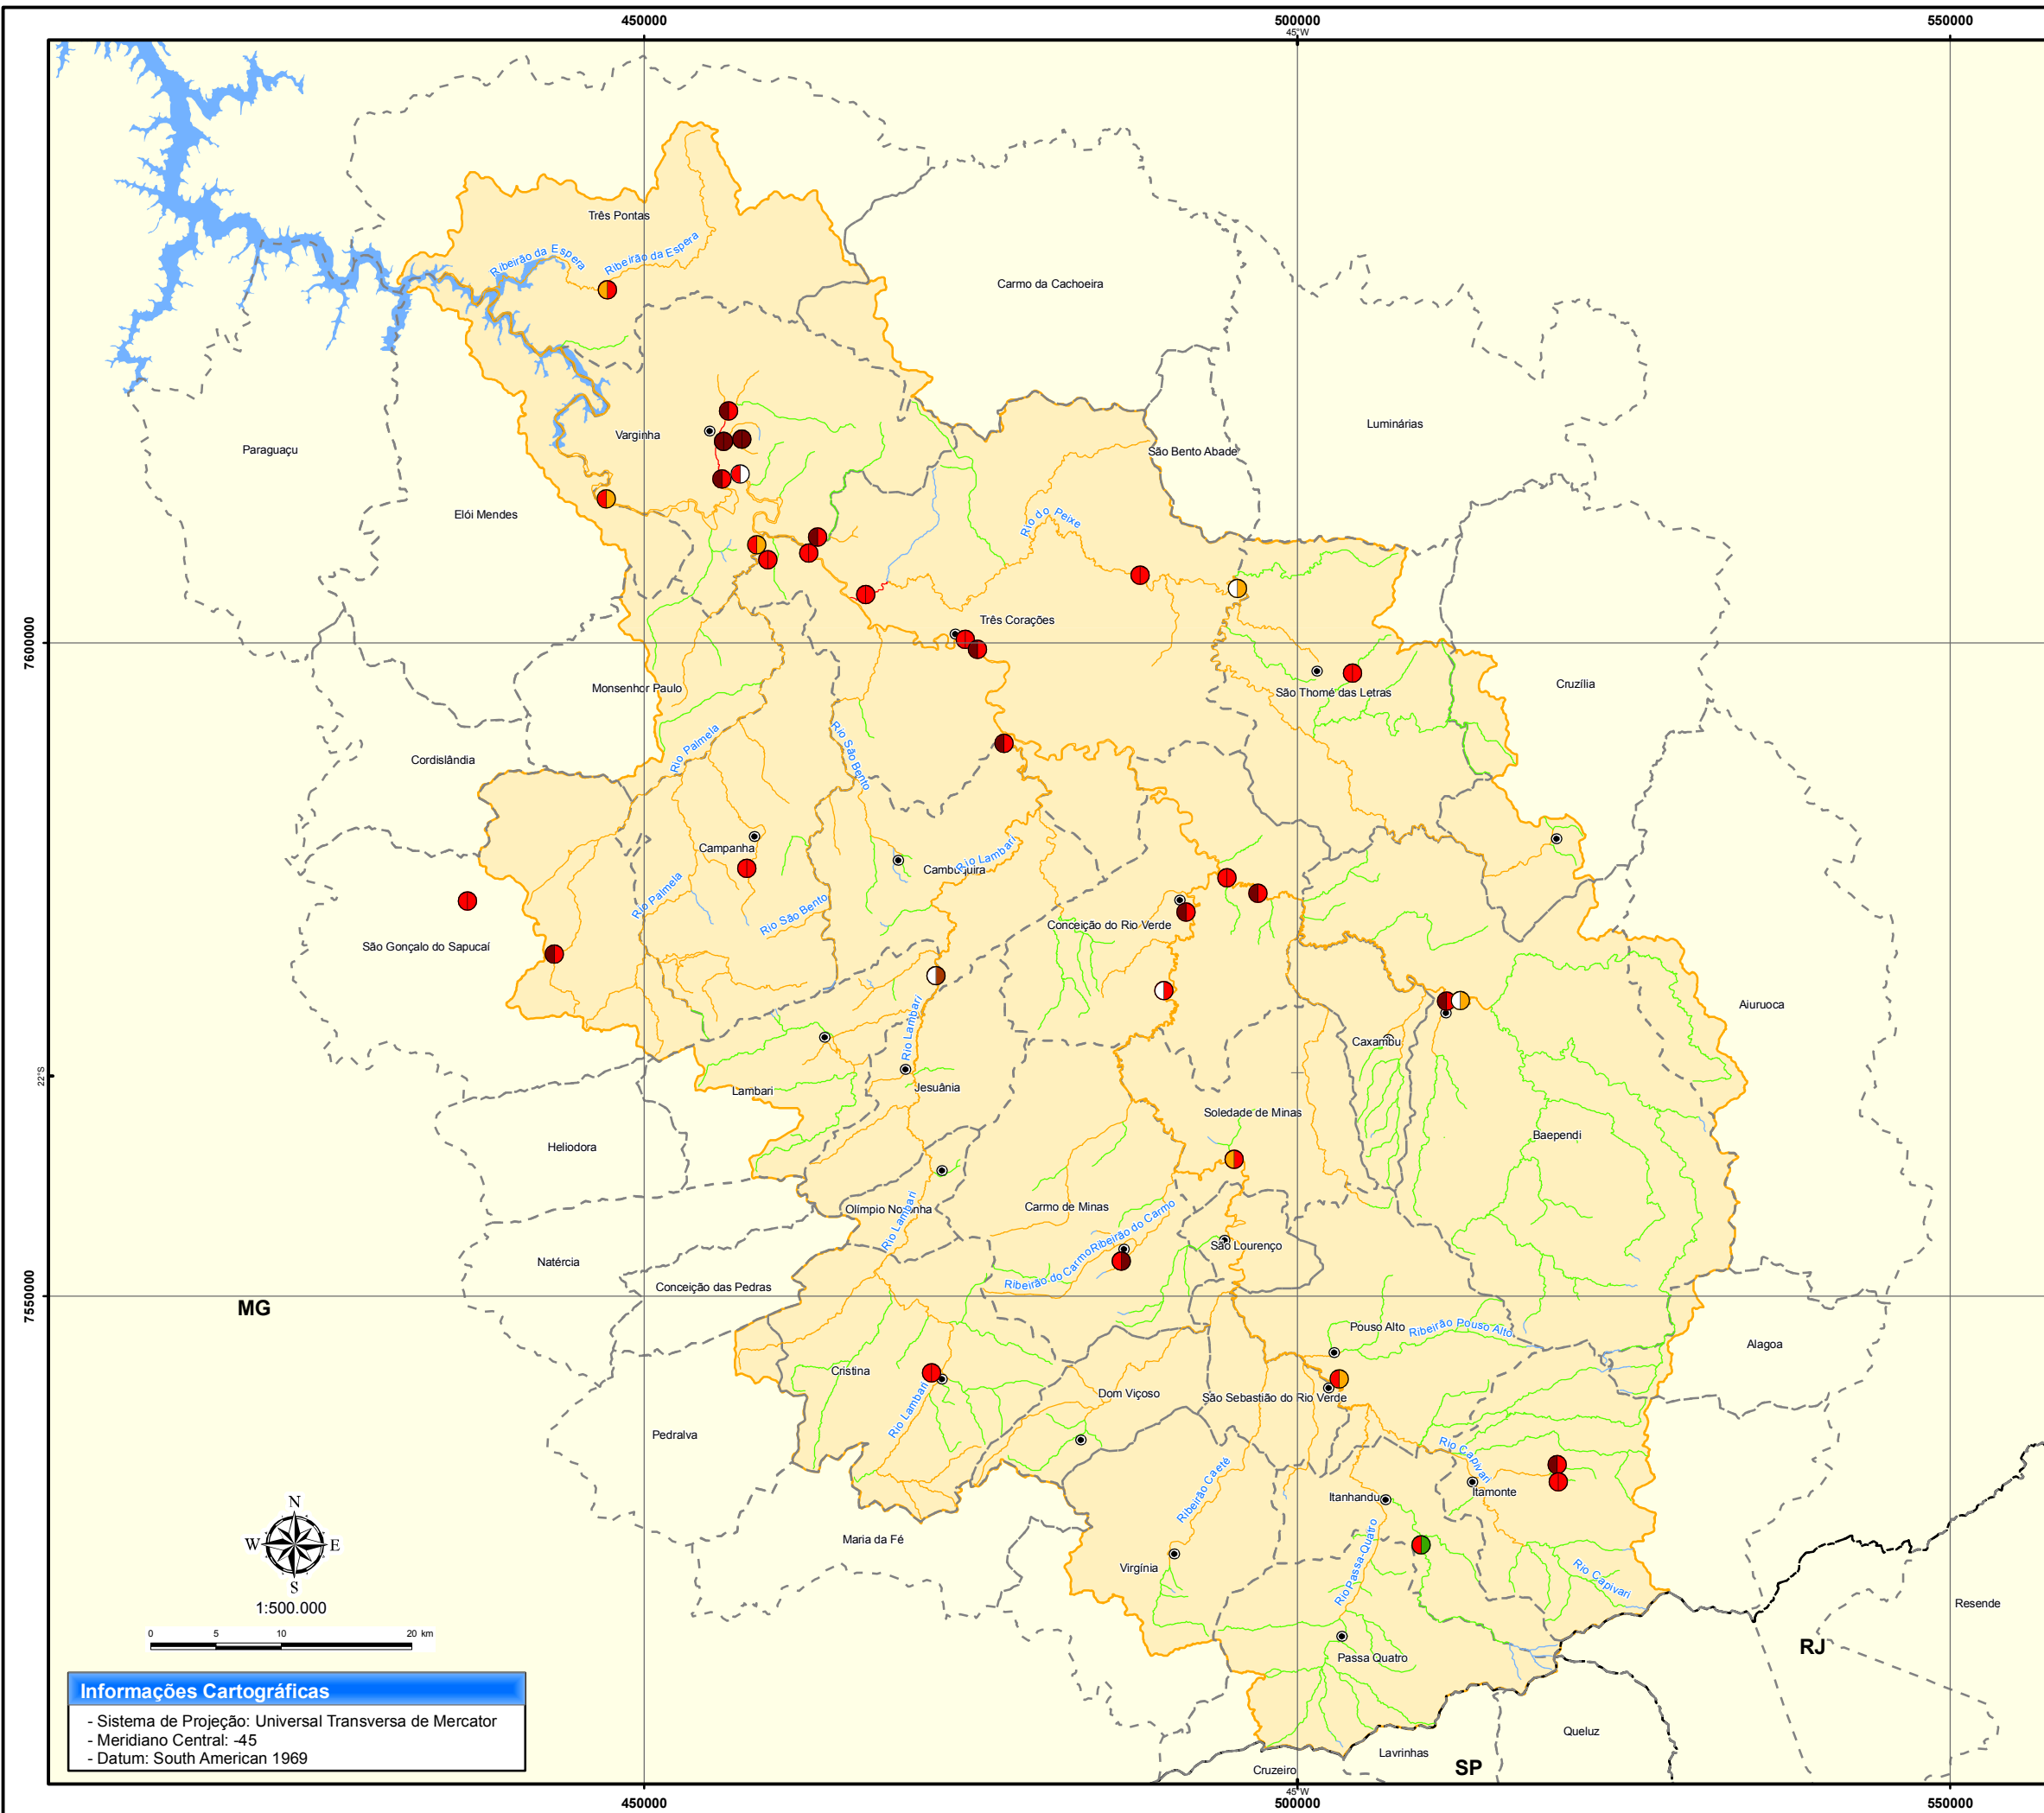 450000
500000
550000
45°W
Três Pontas
Ribeirão da Espera
Ribeirão da Espera
Carmo da Cachoeira
Luminárias
Varginha
Paraguaçu
São Bento Abade
Elói Mendes
Rio do Peixe
Três Corações
7600000
Monsenhor Paulo
São Thomé das Letras
Cruzília
Rio Palmela
Rio São Bento
Cordislândia
Campanha
Cambuquira
Rio Lambari
Rio Palmela
Rio São Bento
Conceição do Rio Verde
São Gonçalo do Sapucaí
Aiuruoca
Rio Lambari
Caxambu
22°S
Lambari
Jesuânia
Soledade de Minas
Baependi
Heliodora
Olímpio Noronha
Rio Lambari
Carmo de Minas
Ribeirão do Carmo
Ribeirão do Carmo
São Lourenço
Natércia
Conceição das Pedras
7550000
MG
Pouso Alto
Ribeirão Pouso Alto
Alagoa
Cristina
Rio Lambari
Dom Viçoso
São Sebastião do Rio Verde
Pedralva
Rio Capivari
Ribeirão Caeté
Itanhandu
Itamonte
N
W
E
S
Maria da Fé
Virgínia
Rio Passa-Quatro
Rio Capivari
Resende
1:500.000
0 5 10 20 km
RJ
Passa Quatro
Informações Cartográficas
- Sistema de Projeção: Universal Transversa de Mercator
- Meridiano Central: -45
- Datum: South American 1969
Queluz
Lavrinhas
SP
Cruzeiro
45°W
450000
500000
550000